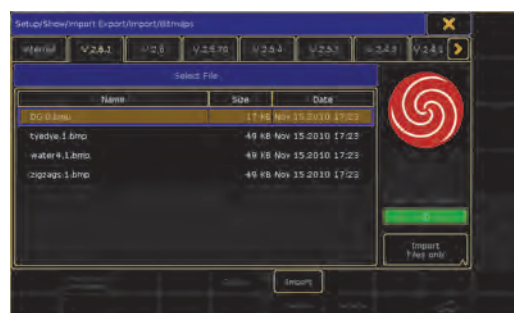 Setup/Show/Import Export/Import/Bitmaps
Internal V.2.6.1 V.2.6 V.2.5.70 V.2.5.4 V.2.5.3 V.2.4.3
Select File
Name Size Date
DG 0.bmp 17 KB Nov 15.2010 17:23
tyedye.1.bmp 49 KB Nov 15.2010 17:23
water4.1.bmp 49 KB Nov 15.2010 17:23
zigzags.1.bmp 49 KB Nov 15.2010 17:23
Import
Files only
Import